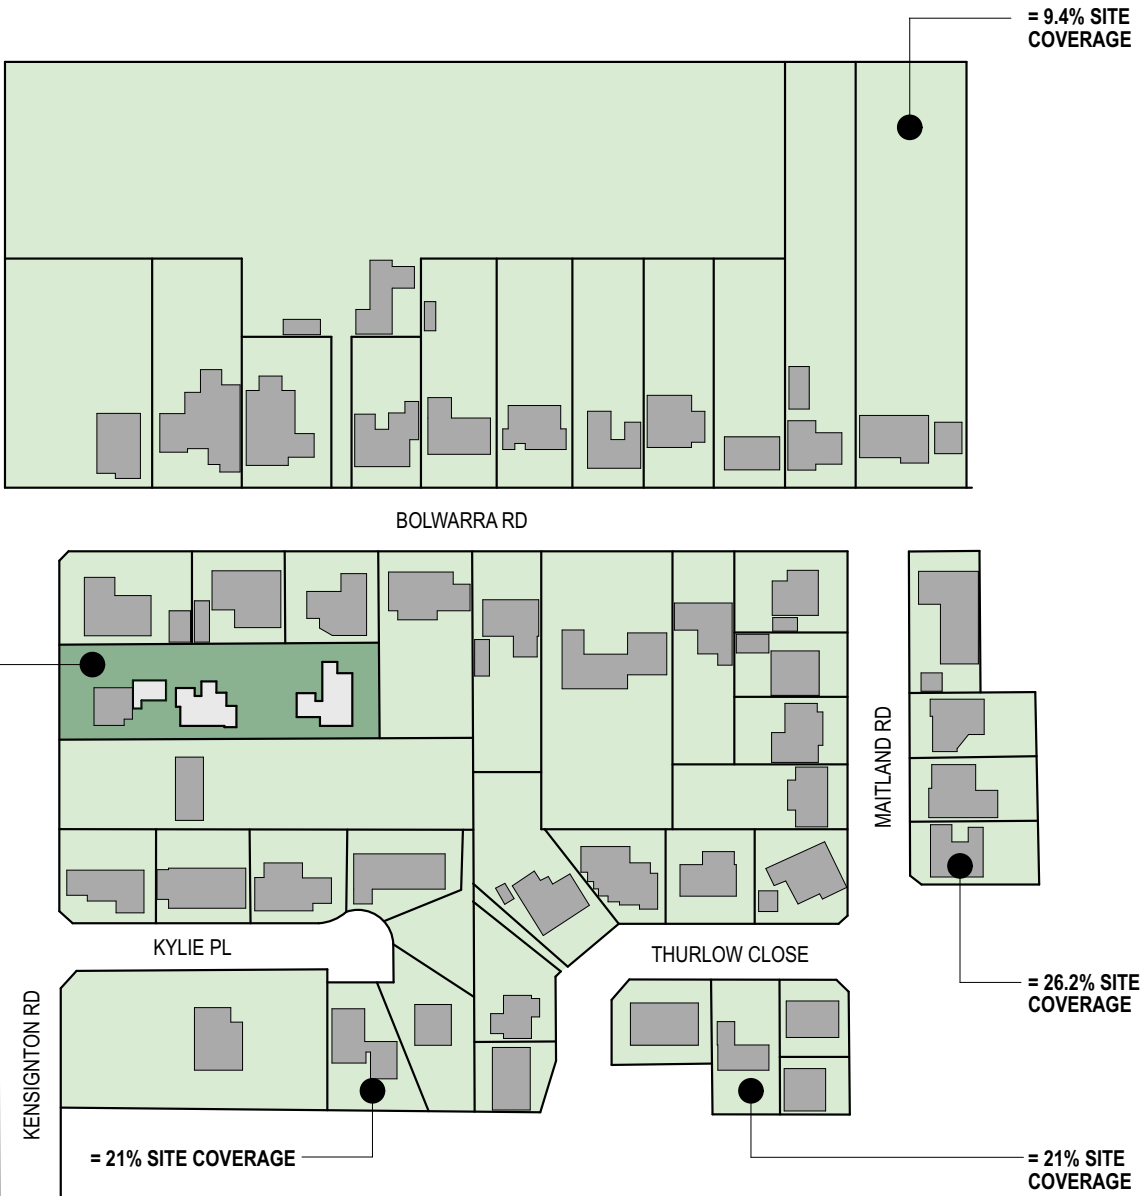 = 9.4% SITE
COVERAGE
BOLWARRA RD
MAITLAND RD
KYLIE PL
THURLOW CLOSE
= 26.2% SITE
COVERAGE
KENSIGNTON RD
= 21% SITE COVERAGE
= 21% SITE
COVERAGE